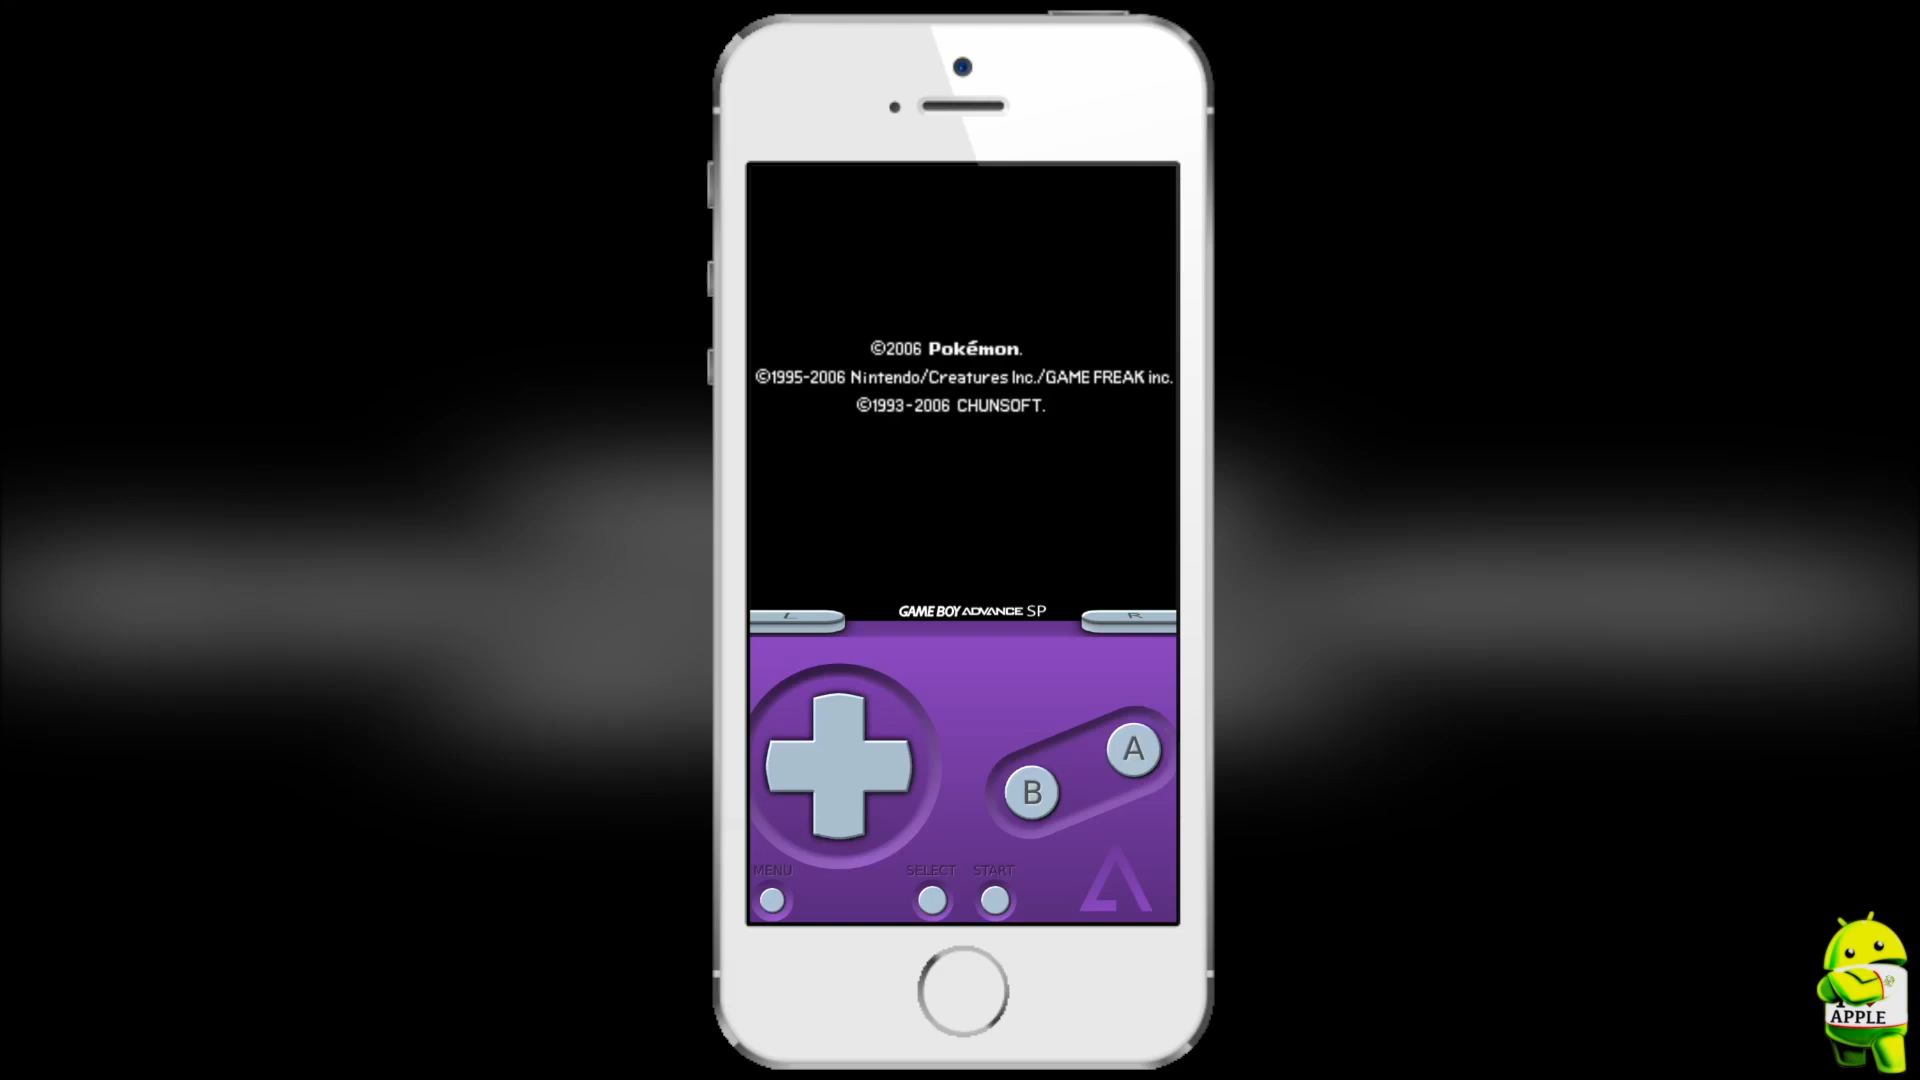 ©2006 Pokémon.
©1995-2006 Nintendo/Creatures Inc./GAME FREAK inc.
©1993-2006 CHUNSOFT.
GAME BOY ADVANCE SP
L
R
A
B
MENU
SELECT START
I
APPLE